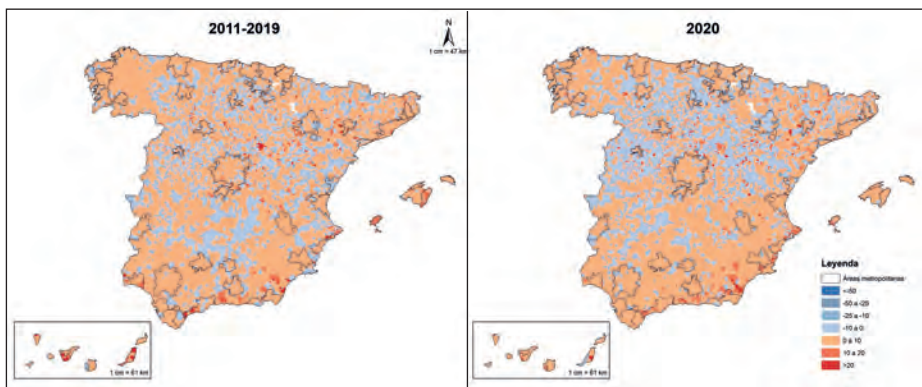 2011-2019
N
1 cm = 47 km
1 cm = 61 km
2020
Leyenda
Áreas metropolitanas
<-50
-50 a -25
-25 a -10
-10 a 0
0 a 10
10 a 20
>20
1 cm = 61 km